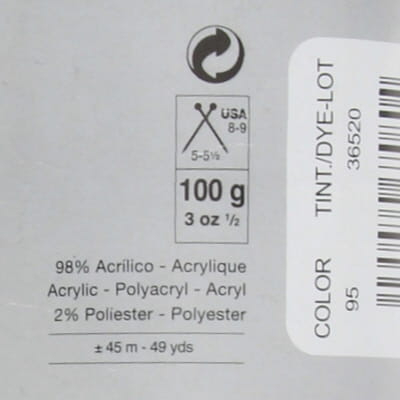 USA
8-9
5-5½
100 g
3 oz ½
98% Acrílico - Acrylique
Acrylic - Polyacryl - Acryl
2% Poliester - Polyester
± 45 m - 49 yds
COLOR TINT./DYE-LOT
95 36520